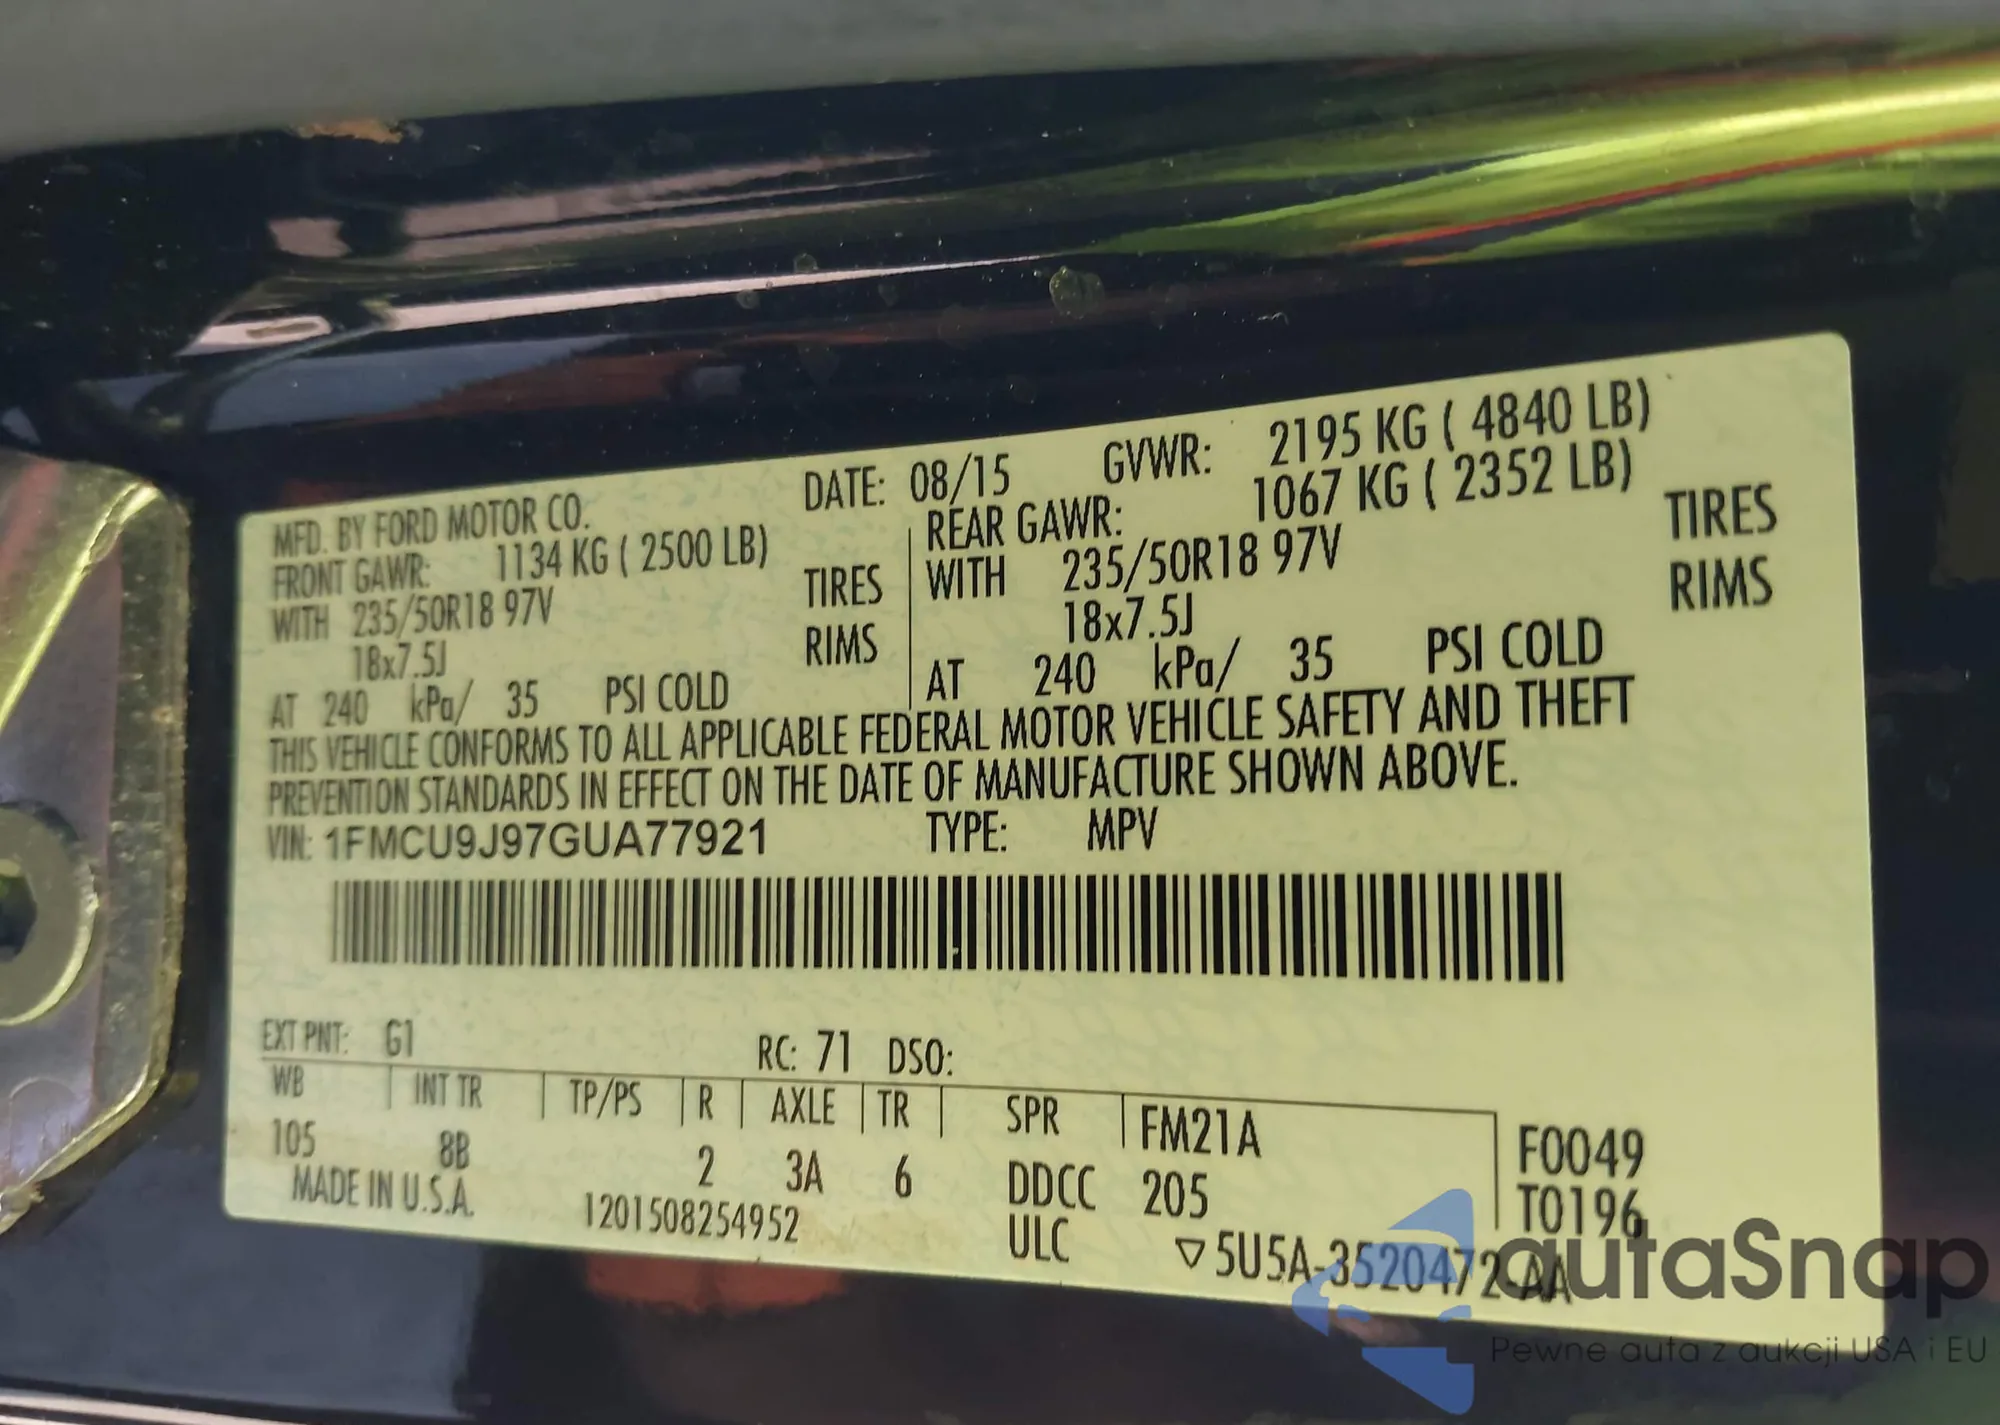 MFD. BY FORD MOTOR CO. DATE: 08/15 GVWR: 2195 KG ( 4840 LB)
FRONT GAWR: 1134 KG ( 2500 LB) REAR GAWR: 1067 KG ( 2352 LB)
WITH 235/50R18 97V TIRES WITH 235/50R18 97V TIRES
18x7.5J RIMS 18x7.5J RIMS
AT 240 kPa/ 35 PSI COLD AT 240 kPa/ 35 PSI COLD
THIS VEHICLE CONFORMS TO ALL APPLICABLE FEDERAL MOTOR VEHICLE SAFETY AND THEFT
PREVENTION STANDARDS IN EFFECT ON THE DATE OF MANUFACTURE SHOWN ABOVE.
VIN: 1FMCU9J97GUA77921 TYPE: MPV
EXT PNT: G1 RC: 71 DSO:
WB INT TR TP/PS R AXLE TR SPR FM21A F0049
105 8B 2 3A 6 DDCC 205 T0196
MADE IN U.S.A. 1201508254952 ULC ▽5U5A-3520472-AA
autaSnap
Pewne auta z aukcji USA i EU